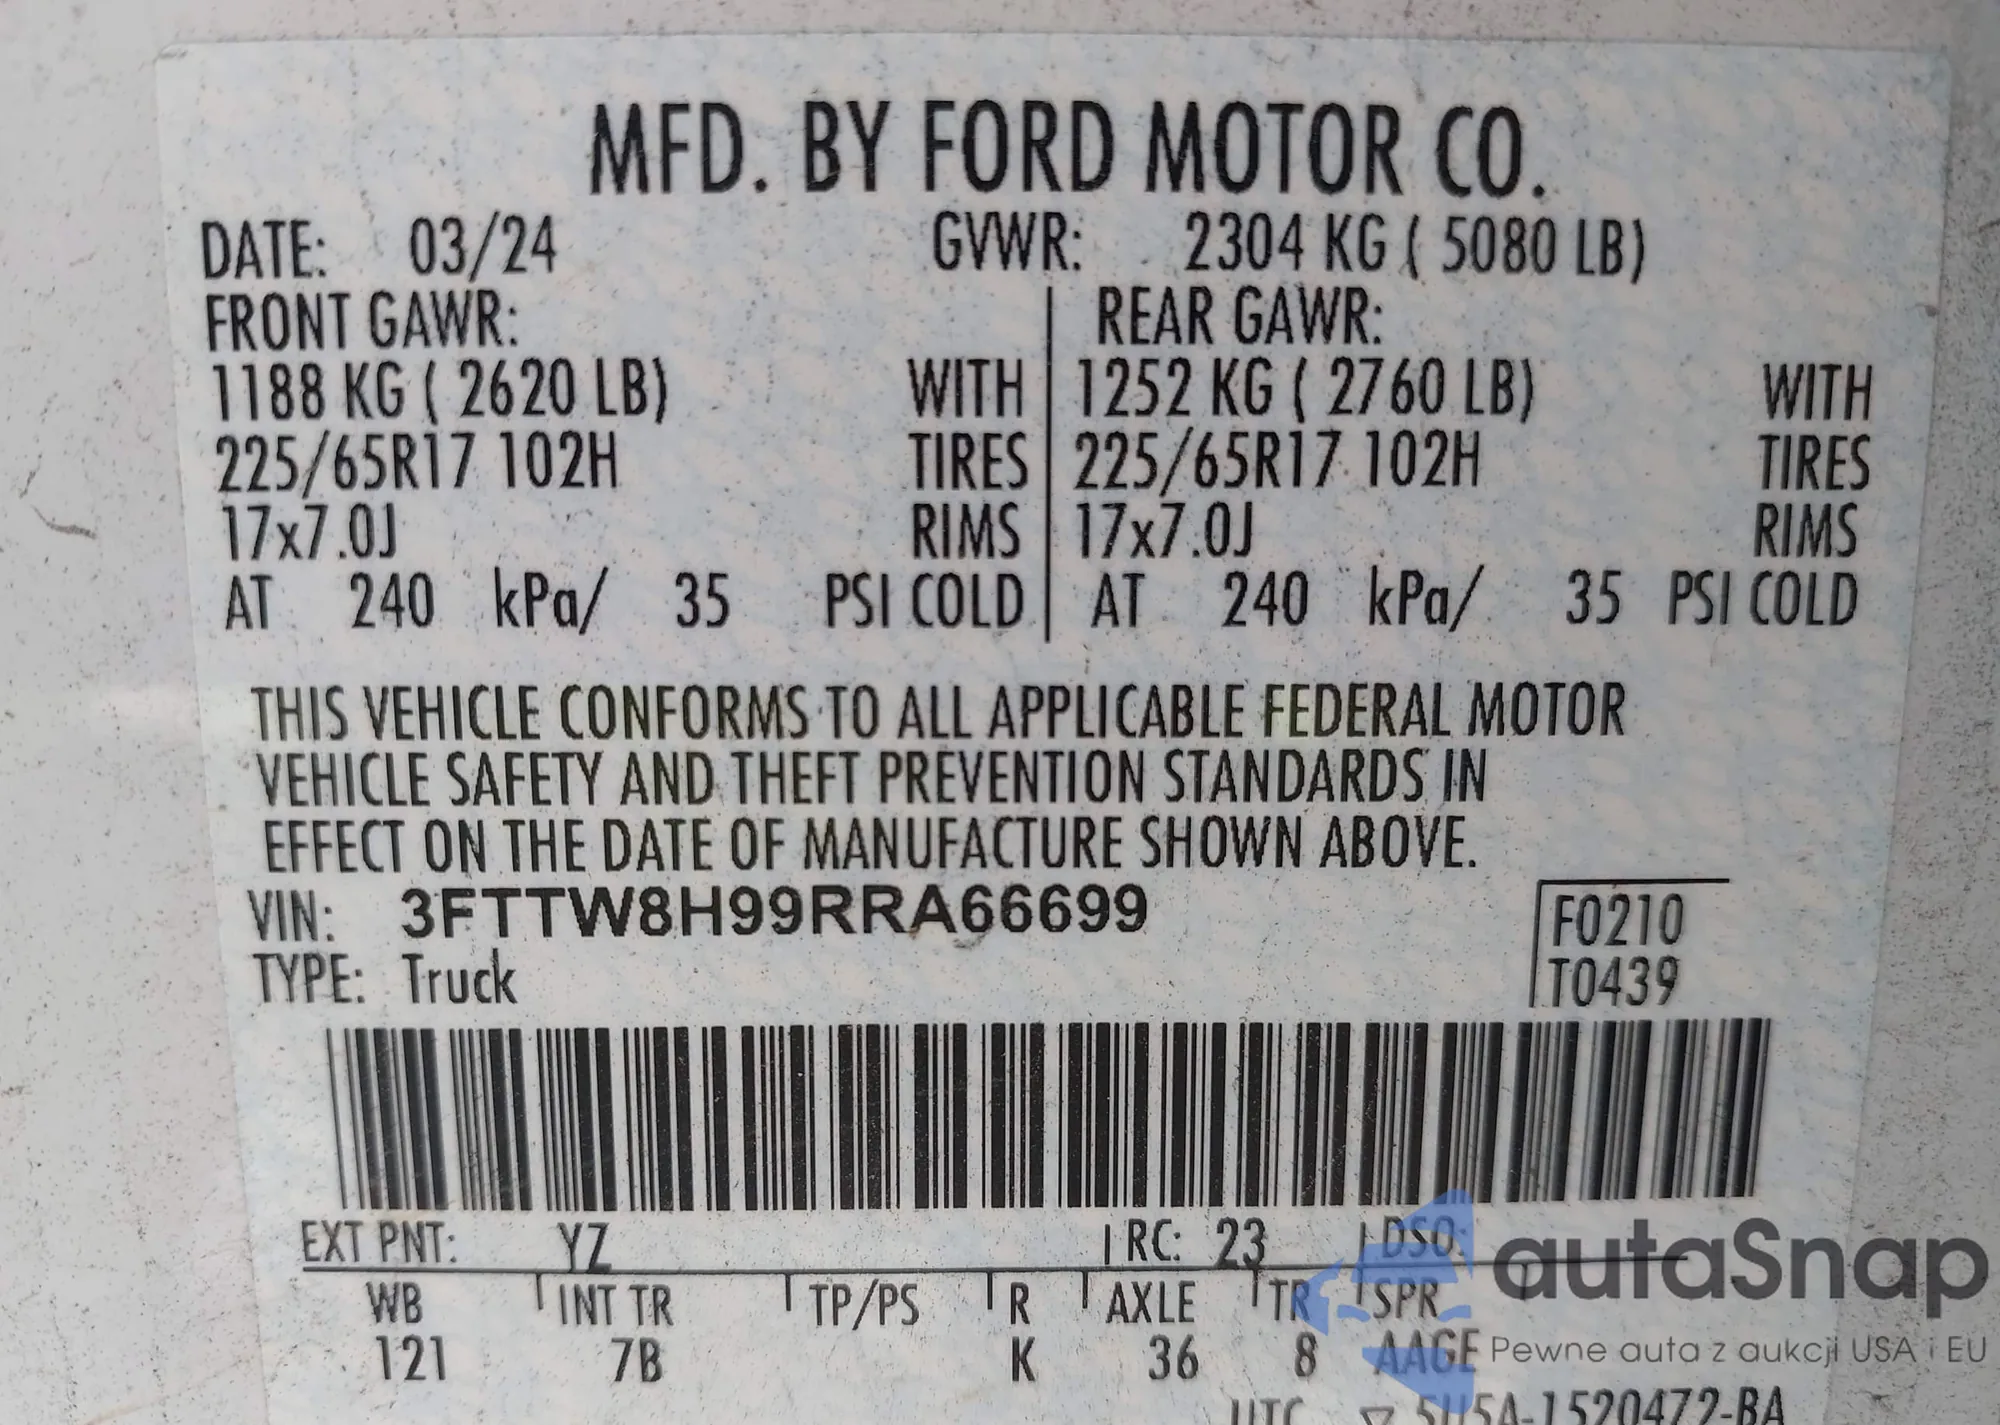 MFD. BY FORD MOTOR CO.
DATE: 03/24 GVWR: 2304 KG ( 5080 LB)
FRONT GAWR: REAR GAWR:
1188 KG ( 2620 LB) WITH 1252 KG ( 2760 LB) WITH
225/65R17 102H TIRES 225/65R17 102H TIRES
17x7.0J RIMS 17x7.0J RIMS
AT 240 kPa/ 35 PSI COLD AT 240 kPa/ 35 PSI COLD
THIS VEHICLE CONFORMS TO ALL APPLICABLE FEDERAL MOTOR
VEHICLE SAFETY AND THEFT PREVENTION STANDARDS IN
EFFECT ON THE DATE OF MANUFACTURE SHOWN ABOVE.
VIN: 3FTTW8H99RRA66699 F0210
TYPE: Truck T0439
EXT PNT: YZ RC: 23 DSO:
WB INT TR TP/PS R AXLE TR SPR
121 7B K 36 8 AAGE
UTC 5U5A-1520472-BA
autaSnap
Pewne auta z aukcji USA i EU